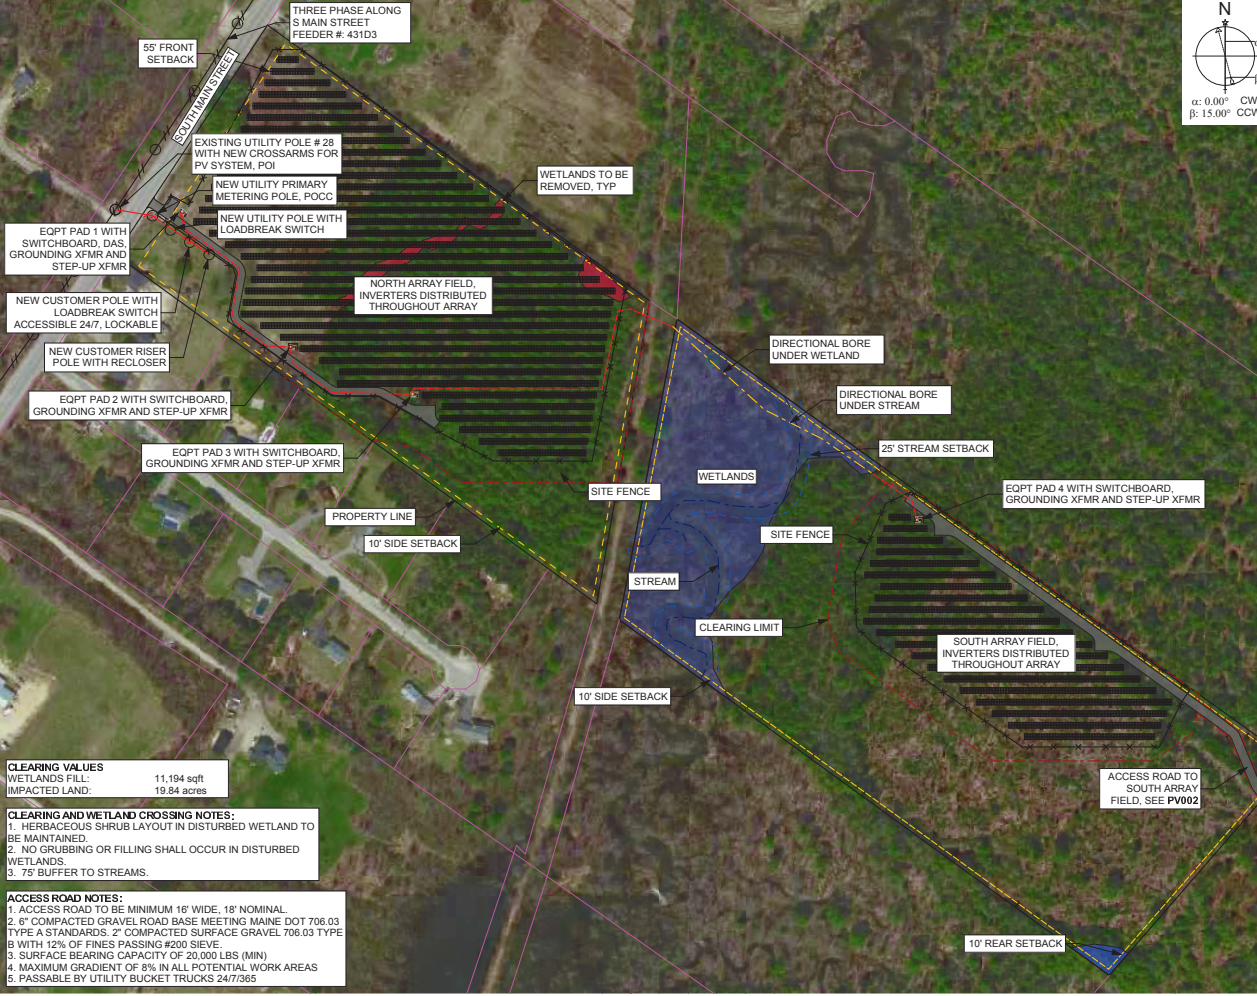 THREE PHASE ALONG
S MAIN STREET
FEEDER #: 431D3
N
55' FRONT
SETBACK
SOUTH MAIN STREET
α: 0.00° CW
β: 15.00° CCW
EXISTING UTILITY POLE # 28
WITH NEW CROSSARMS FOR
PV SYSTEM, POI
NEW UTILITY PRIMARY
METERING POLE, POCC
WETLANDS TO BE
REMOVED, TYP
NEW UTILITY POLE WITH
LOADBREAK SWITCH
EQPT PAD 1 WITH
SWITCHBOARD, DAS,
GROUNDING XFMR AND
STEP-UP XFMR
NORTH ARRAY FIELD,
INVERTERS DISTRIBUTED
THROUGHOUT ARRAY
NEW CUSTOMER POLE WITH
LOADBREAK SWITCH
ACCESSIBLE 24/7, LOCKABLE
NEW CUSTOMER RISER
POLE WITH RECLOSER
DIRECTIONAL BORE
UNDER WETLAND
EQPT PAD 2 WITH SWITCHBOARD,
GROUNDING XFMR AND STEP-UP XFMR
DIRECTIONAL BORE
UNDER STREAM
EQPT PAD 3 WITH SWITCHBOARD,
GROUNDING XFMR AND STEP-UP XFMR
25' STREAM SETBACK
WETLANDS
SITE FENCE
EQPT PAD 4 WITH SWITCHBOARD,
GROUNDING XFMR AND STEP-UP XFMR
PROPERTY LINE
10' SIDE SETBACK
SITE FENCE
STREAM
CLEARING LIMIT
SOUTH ARRAY FIELD,
INVERTERS DISTRIBUTED
THROUGHOUT ARRAY
10' SIDE SETBACK
ACCESS ROAD TO
SOUTH ARRAY
FIELD, SEE PV002
10' REAR SETBACK
CLEARING VALUES
WETLANDS FILL: 11,194 sqft
IMPACTED LAND: 19.84 acres
CLEARING AND WETLAND CROSSING NOTES:
1. HERBACEOUS SHRUB LAYOUT IN DISTURBED WETLAND TO
BE MAINTAINED.
2. NO GRUBBING OR FILLING SHALL OCCUR IN DISTURBED
WETLANDS.
3. 75' BUFFER TO STREAMS.
ACCESS ROAD NOTES:
1. ACCESS ROAD TO BE MINIMUM 16' WIDE, 18' NOMINAL.
2. 6" COMPACTED GRAVEL ROAD BASE MEETING MAINE DOT 706.03
TYPE A STANDARDS. 2" COMPACTED SURFACE GRAVEL 706.03 TYPE
B WITH 12% OF FINES PASSING #200 SIEVE.
3. SURFACE BEARING CAPACITY OF 20,000 LBS (MIN)
4. MAXIMUM GRADIENT OF 8% IN ALL POTENTIAL WORK AREAS
5. PASSABLE BY UTILITY BUCKET TRUCKS 24/7/365